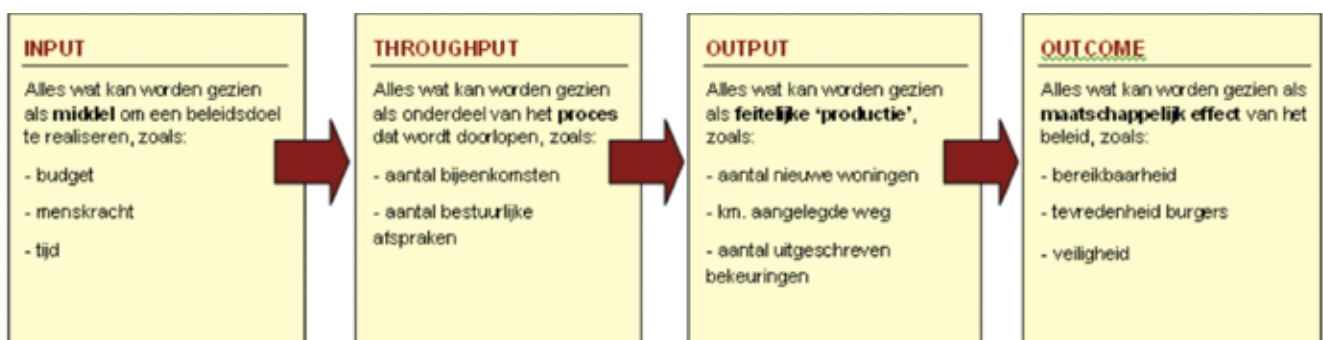 INPUT
Alles wat kan worden gezien
als middel om een beleidsdoel
te realiseren, zoals:
- budget
- menskracht
- tijd
THROUGHPUT
Alles wat kan worden gezien
als onderdeel van het proces
dat wordt doorlopen, zoals:
- aantal bijeenkomsten
- aantal bestuurlijke
afspraken
OUTPUT
Alles wat kan worden gezien
als feitelijke ‘productie’,
zoals:
- aantal nieuwe woningen
- km. aangelegde weg
- aantal uitgeschreven
bekeuringen
OUTCOME
Alles wat kan worden gezien als
maatschappelijk effect van het
beleid, zoals:
- bereikbaarheid
- tevredenheid burgers
- veiligheid